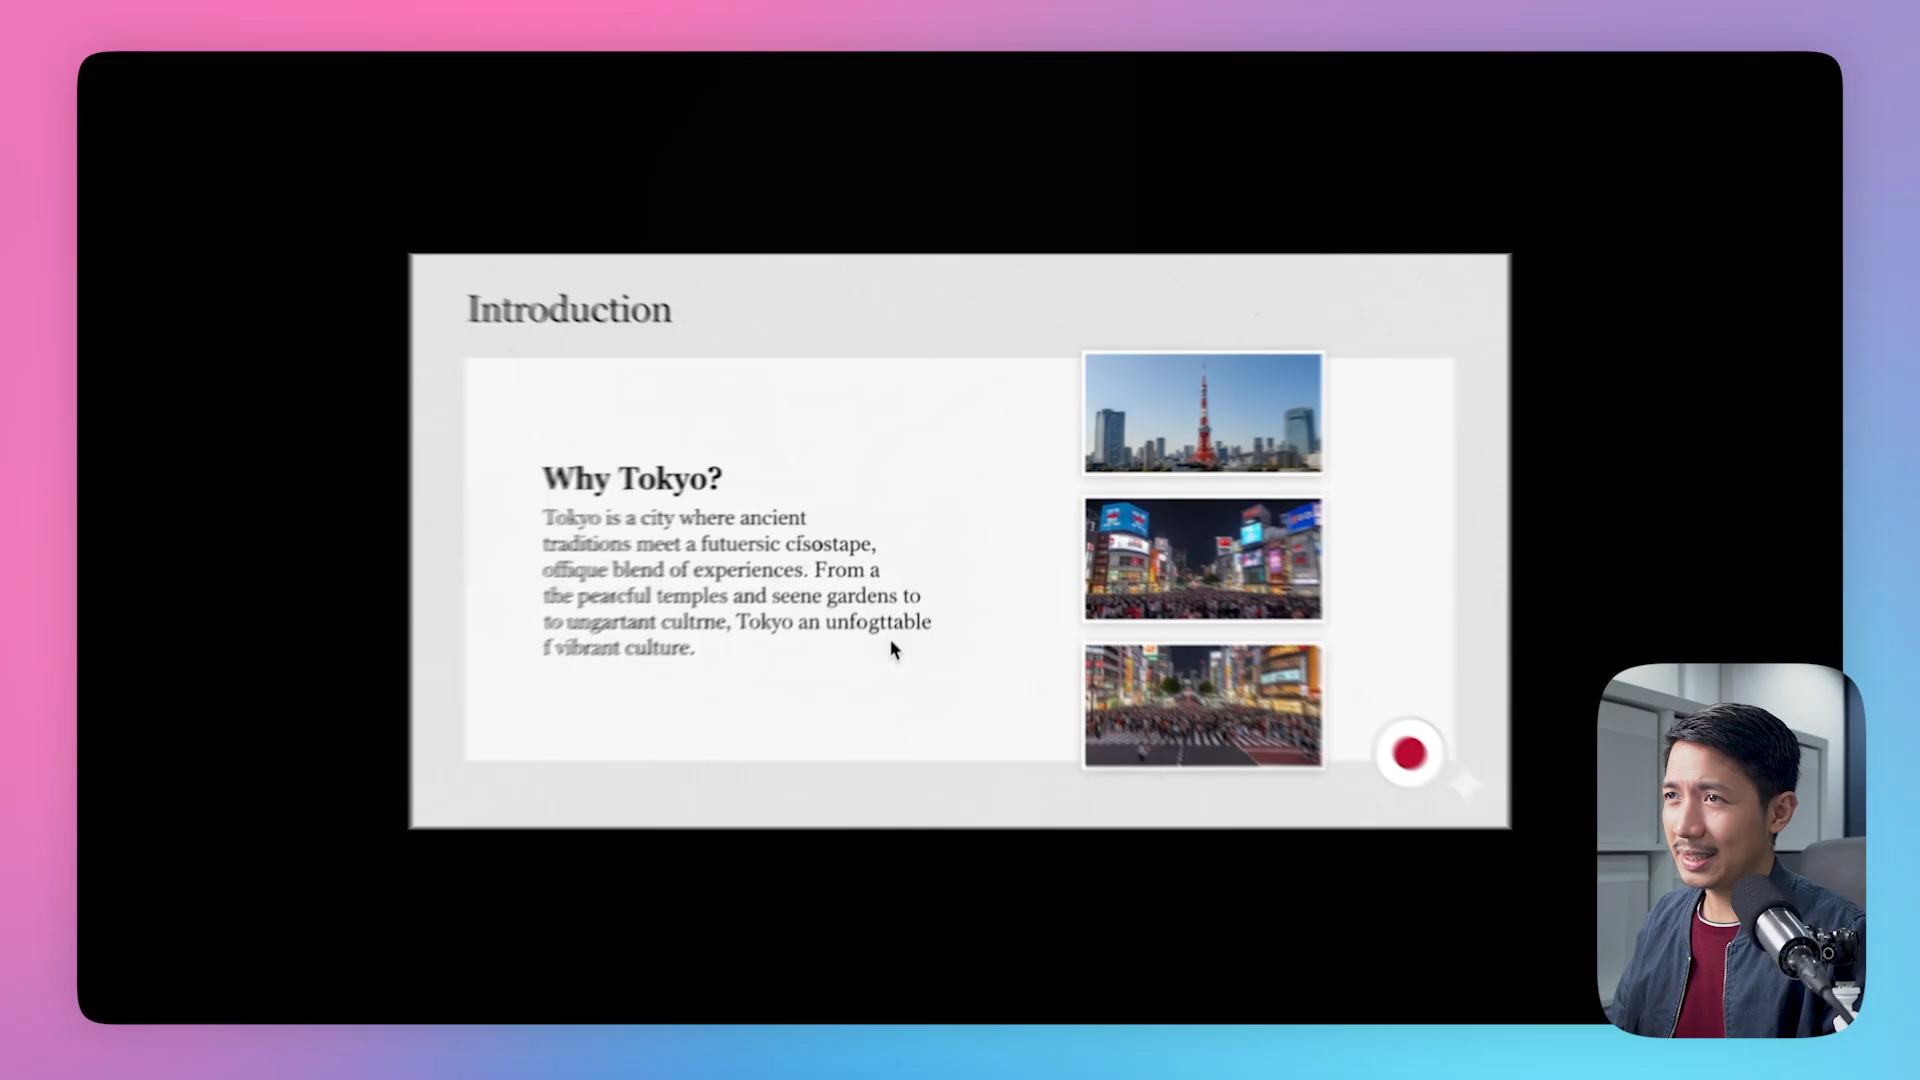 Introduction
Why Tokyo?
Tokyo is a city where ancient
traditions meet a futuersic cfsostape,
offique blend of experiences. From a
the pearcful temples and seene gardens to
to ungartant cultrne, Tokyo an unfogttable
f vibrant culture.